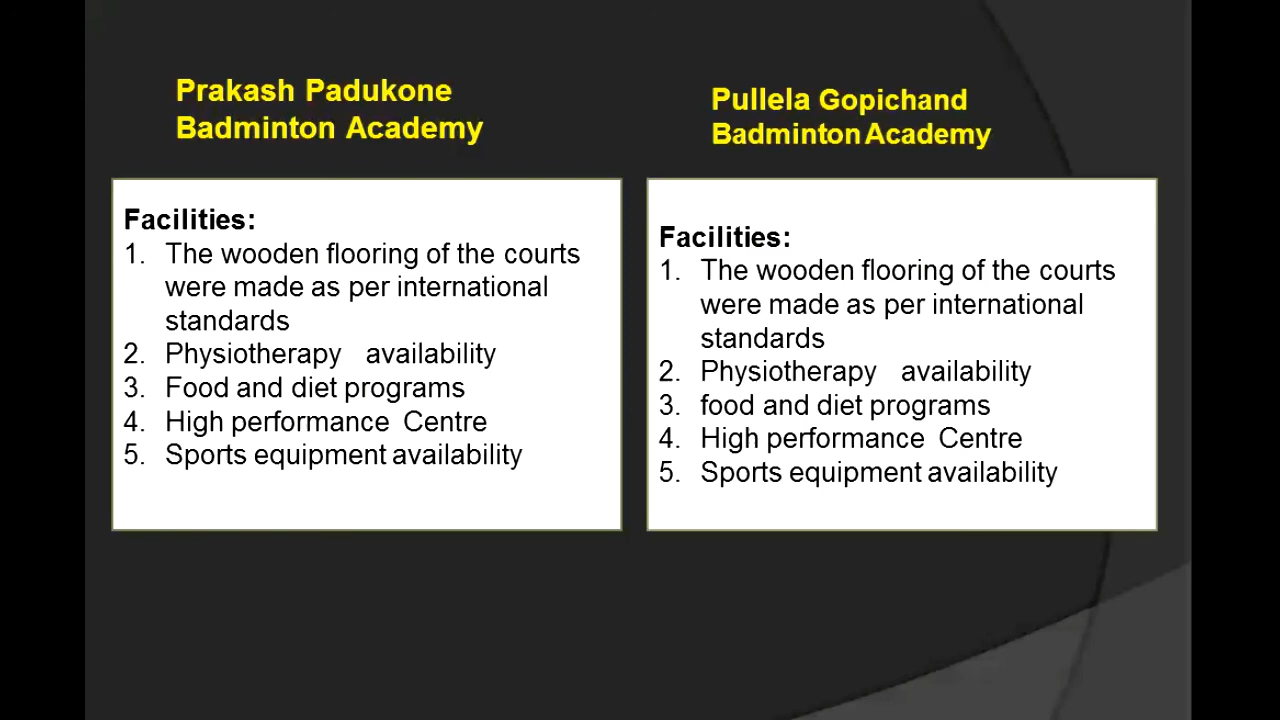 Prakash Padukone
Badminton Academy
Facilities:
1. The wooden flooring of the courts
were made as per international
standards
2. Physiotherapy availability
3. Food and diet programs
4. High performance Centre
5. Sports equipment availability
Pullela Gopichand
Badminton Academy
Facilities:
1. The wooden flooring of the courts
were made as per international
standards
2. Physiotherapy availability
3. food and diet programs
4. High performance Centre
5. Sports equipment availability